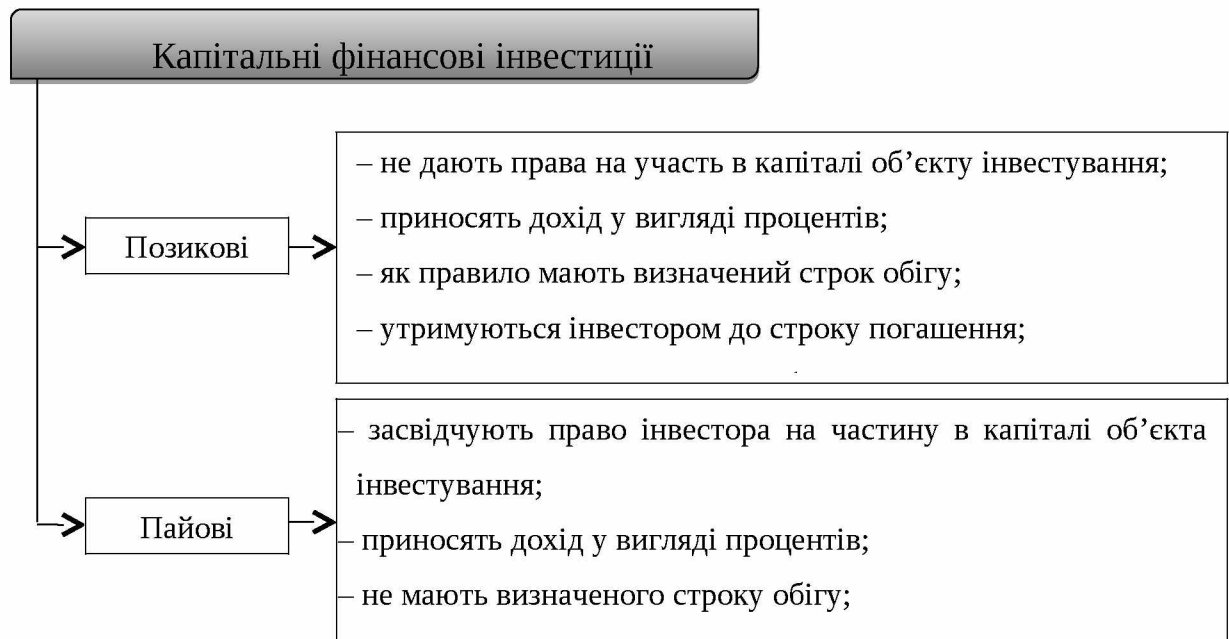 Капітальні фінансові інвестиції
Позикові
– не дають права на участь в капіталі об’єкту інвестування;
– приносять дохід у вигляді процентів;
– як правило мають визначений строк обігу;
– утримуються інвестором до строку погашення;
Пайові
– засвідчують право інвестора на частину в капіталі об’єкта
інвестування;
– приносять дохід у вигляді процентів;
– не мають визначеного строку обігу;